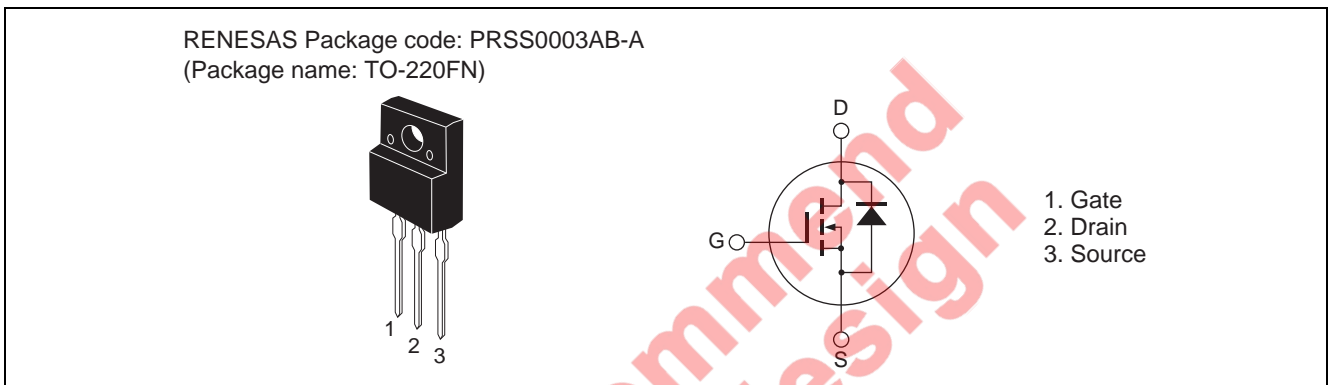 RENESAS Package code: PRSS0003AB-A
(Package name: TO-220FN)
1
2
3
D
G
S
1. Gate
2. Drain
3. Source